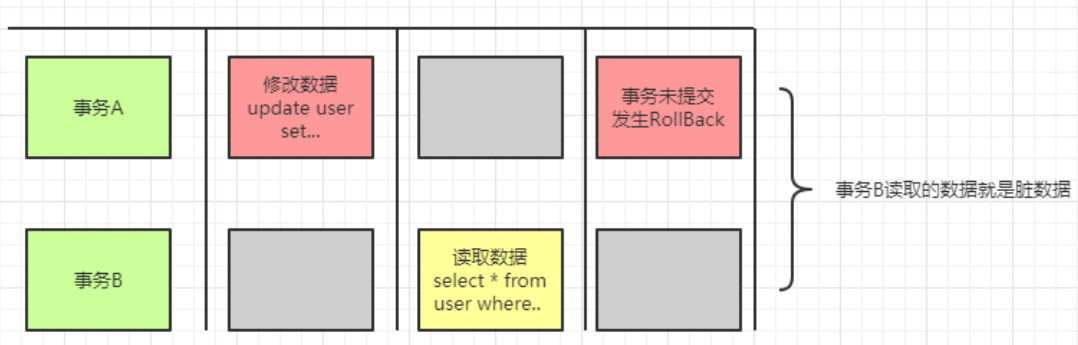 事务A
修改数据
update user
set...
事务未提交
发生RollBack
事务B读取的数据就是脏数据
事务B
读取数据
select * from
user where..